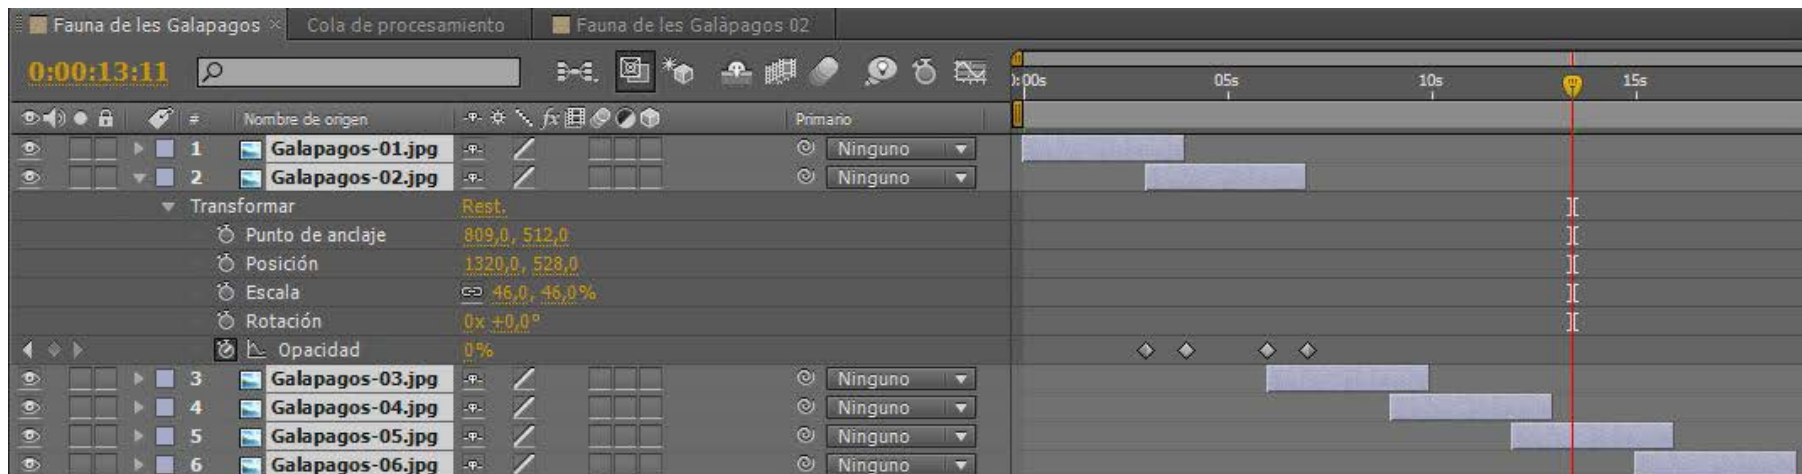 Fauna de les Galapagos × Cola de procesamiento Fauna de les Galàpagos 02
0:00:13:11 ):00s 05s 10s 15s
# Nombre de origen fx Primario
1 Galapagos-01.jpg Ninguno
2 Galapagos-02.jpg Ninguno
Transformar Rest.
Punto de anclaje 809,0, 512,0
Posición 1320,0, 528,0
Escala 46,0, 46,0%
Rotación 0x +0,0°
Opacidad 0%
3 Galapagos-03.jpg Ninguno
4 Galapagos-04.jpg Ninguno
5 Galapagos-05.jpg Ninguno
6 Galapagos-06.jpg Ninguno